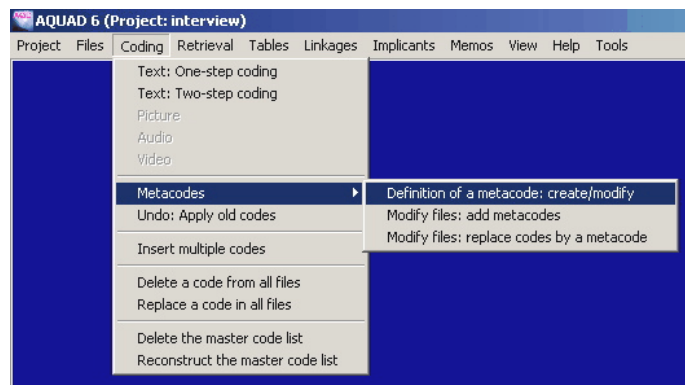 AQUAD 6 (Project: interview)
Project Files Coding Retrieval Tables Linkages Implicants Memos View Help Tools
Text: One-step coding
Text: Two-step coding
Picture
Audio
Video
Metacodes
Definition of a metacode: create/modify
Undo: Apply old codes
Modify files: add metacodes
Modify files: replace codes by a metacode
Insert multiple codes
Delete a code from all files
Replace a code in all files
Delete the master code list
Reconstruct the master code list